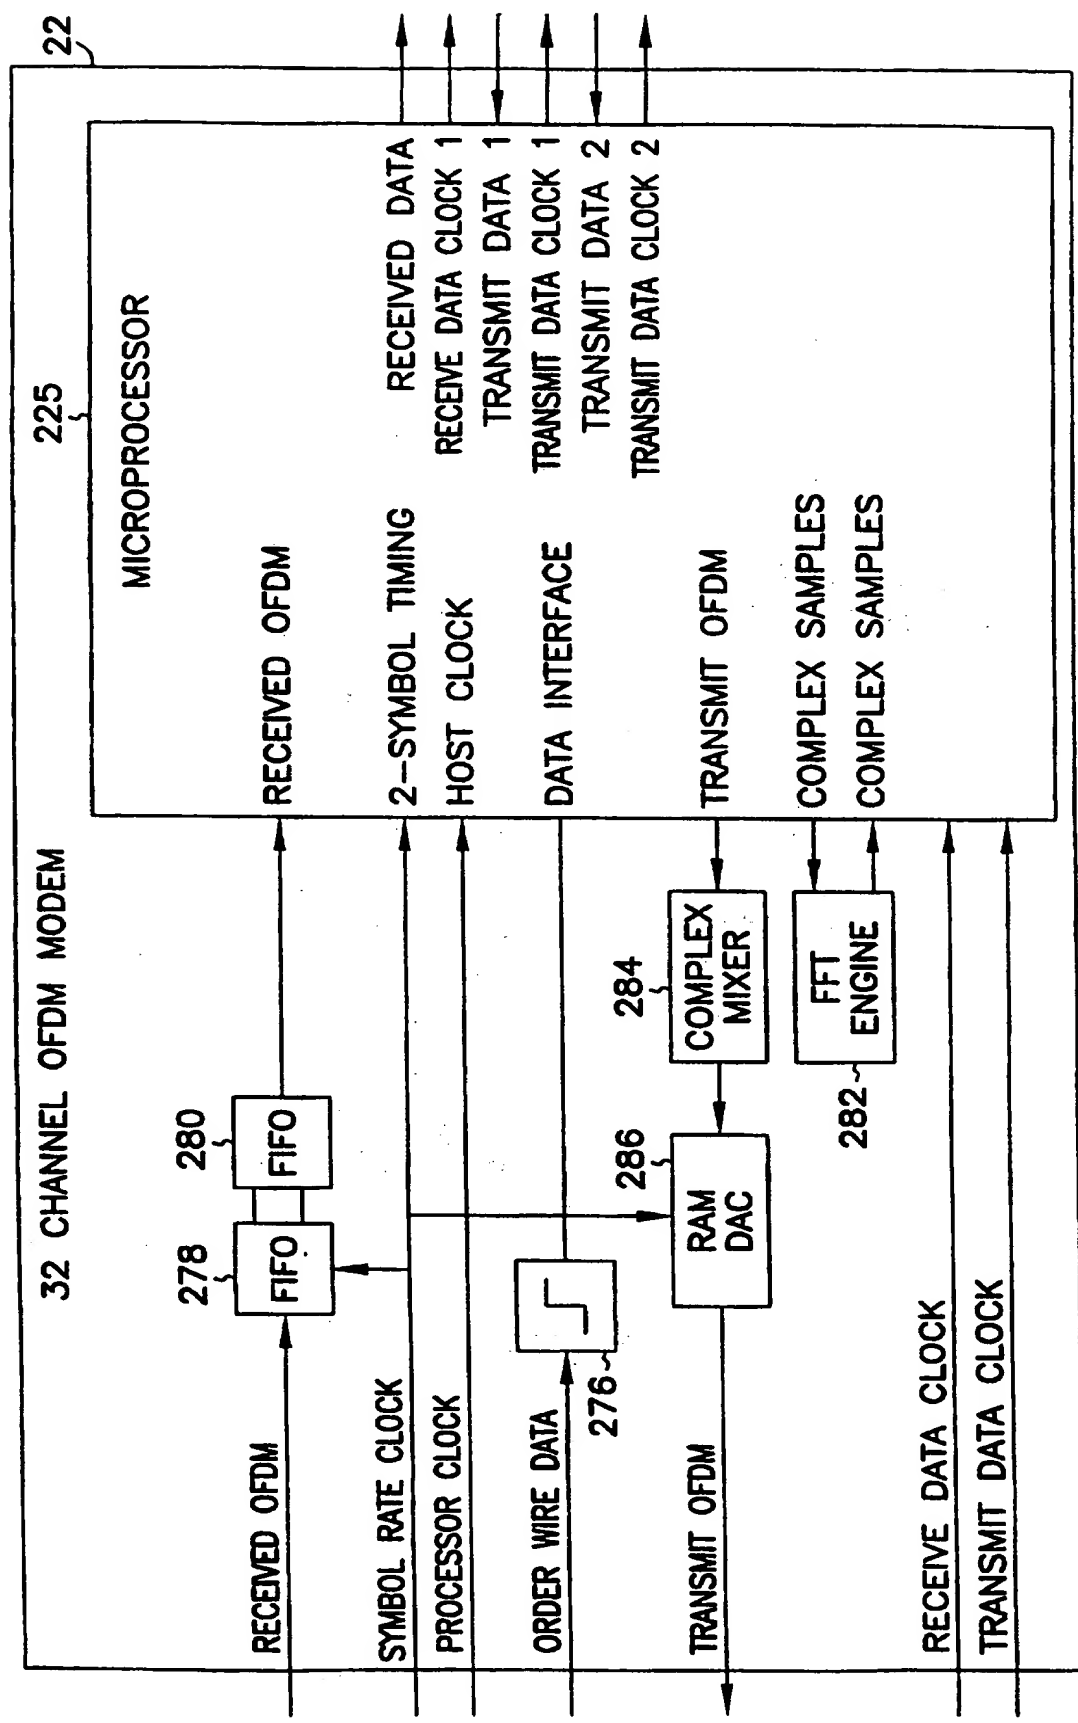 32 CHANNEL OFDM MODEM
22
225
MICROPROCESSOR
RECEIVED OFDM
278
FIFO
280
FIFO
RECEIVED OFDM
SYMBOL RATE CLOCK
2-SYMBOL TIMING
RECEIVED DATA
PROCESSOR CLOCK
HOST CLOCK
RECEIVE DATA CLOCK 1
TRANSMIT DATA 1
ORDER WIRE DATA
276
DATA INTERFACE
TRANSMIT DATA CLOCK 1
TRANSMIT DATA 2
TRANSMIT DATA CLOCK 2
TRANSMIT OFDM
286
RAM
DAC
284
COMPLEX
MIXER
TRANSMIT OFDM
282
FFT
ENGINE
COMPLEX SAMPLES
COMPLEX SAMPLES
RECEIVE DATA CLOCK
TRANSMIT DATA CLOCK